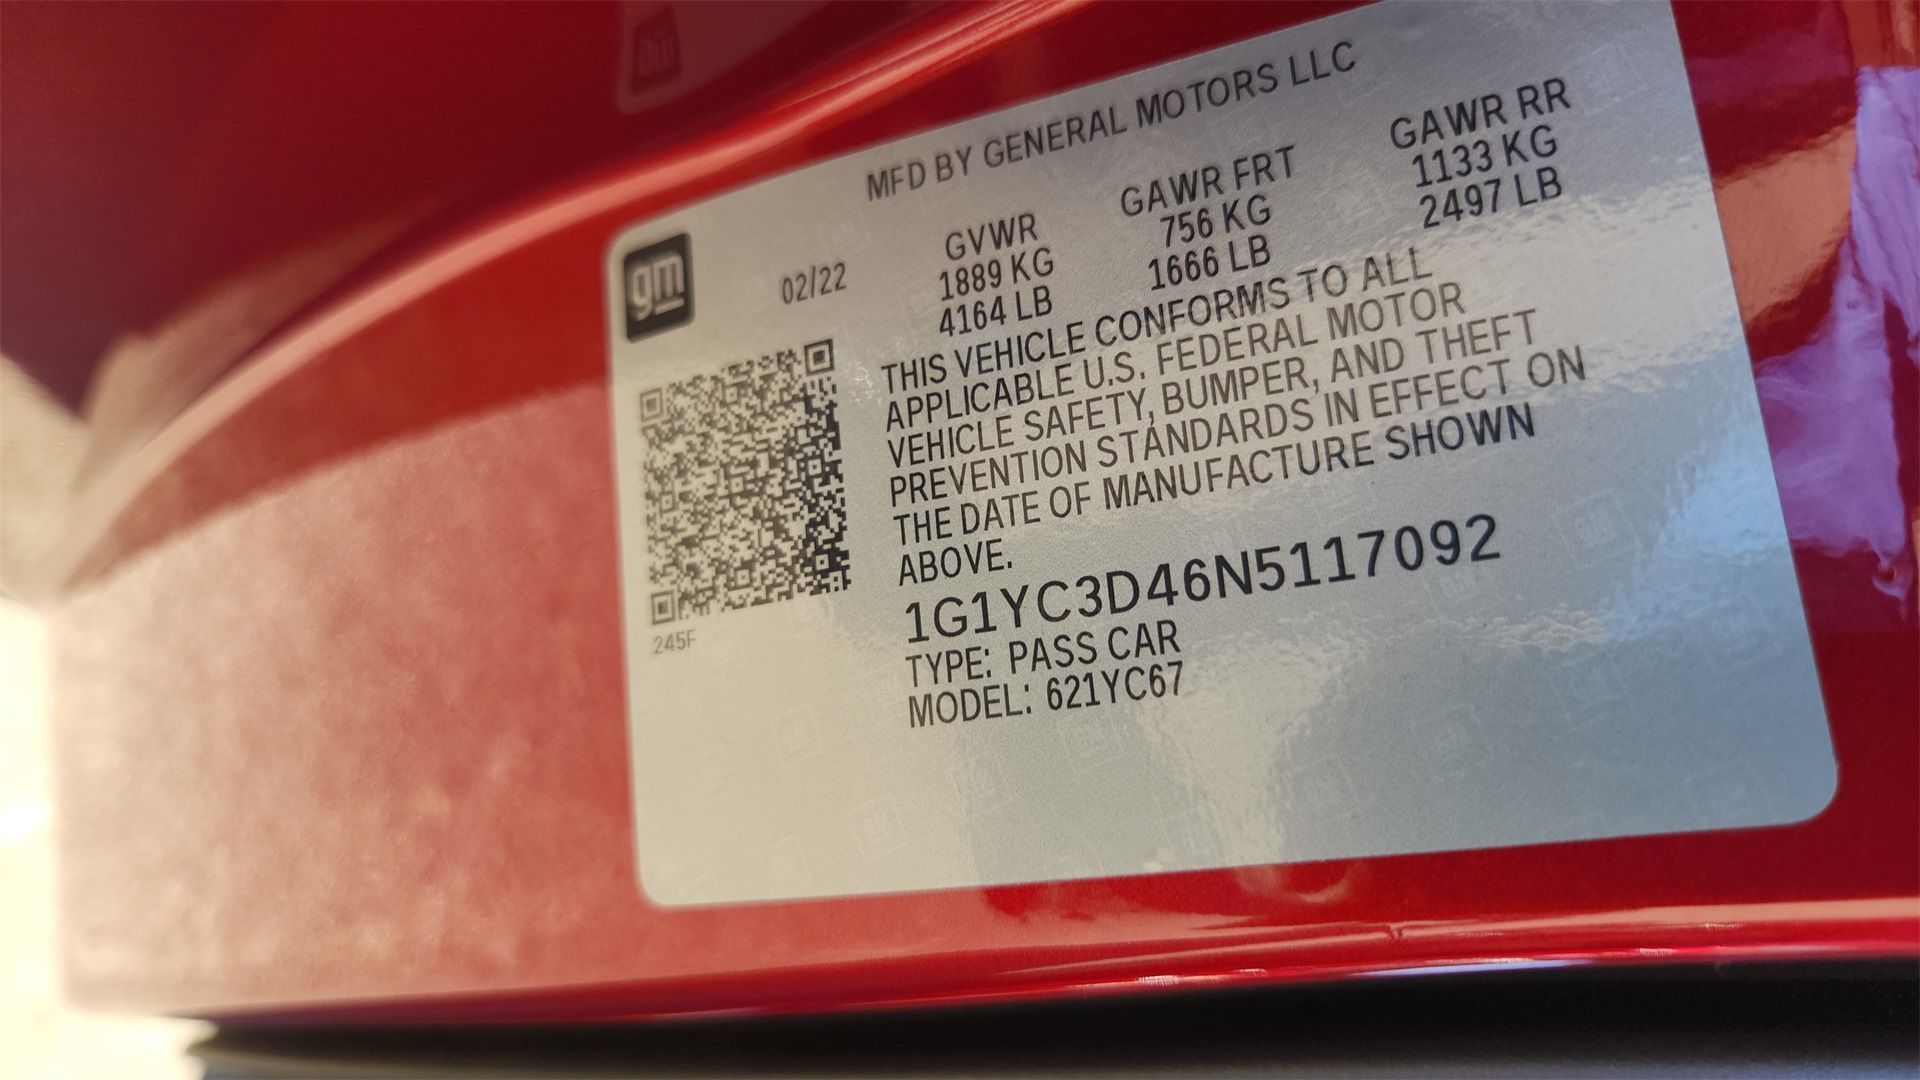 gm
MFD BY GENERAL MOTORS LLC
02/22
GVWR
1889 KG
4164 LB
GAWR FRT
756 KG
1666 LB
GAWR RR
1133 KG
2497 LB
THIS VEHICLE CONFORMS TO ALL
APPLICABLE U.S. FEDERAL MOTOR
VEHICLE SAFETY, BUMPER, AND THEFT
PREVENTION STANDARDS IN EFFECT ON
THE DATE OF MANUFACTURE SHOWN
ABOVE.
1G1YC3D46N5117092
TYPE: PASS CAR
MODEL: 621YC67
245F